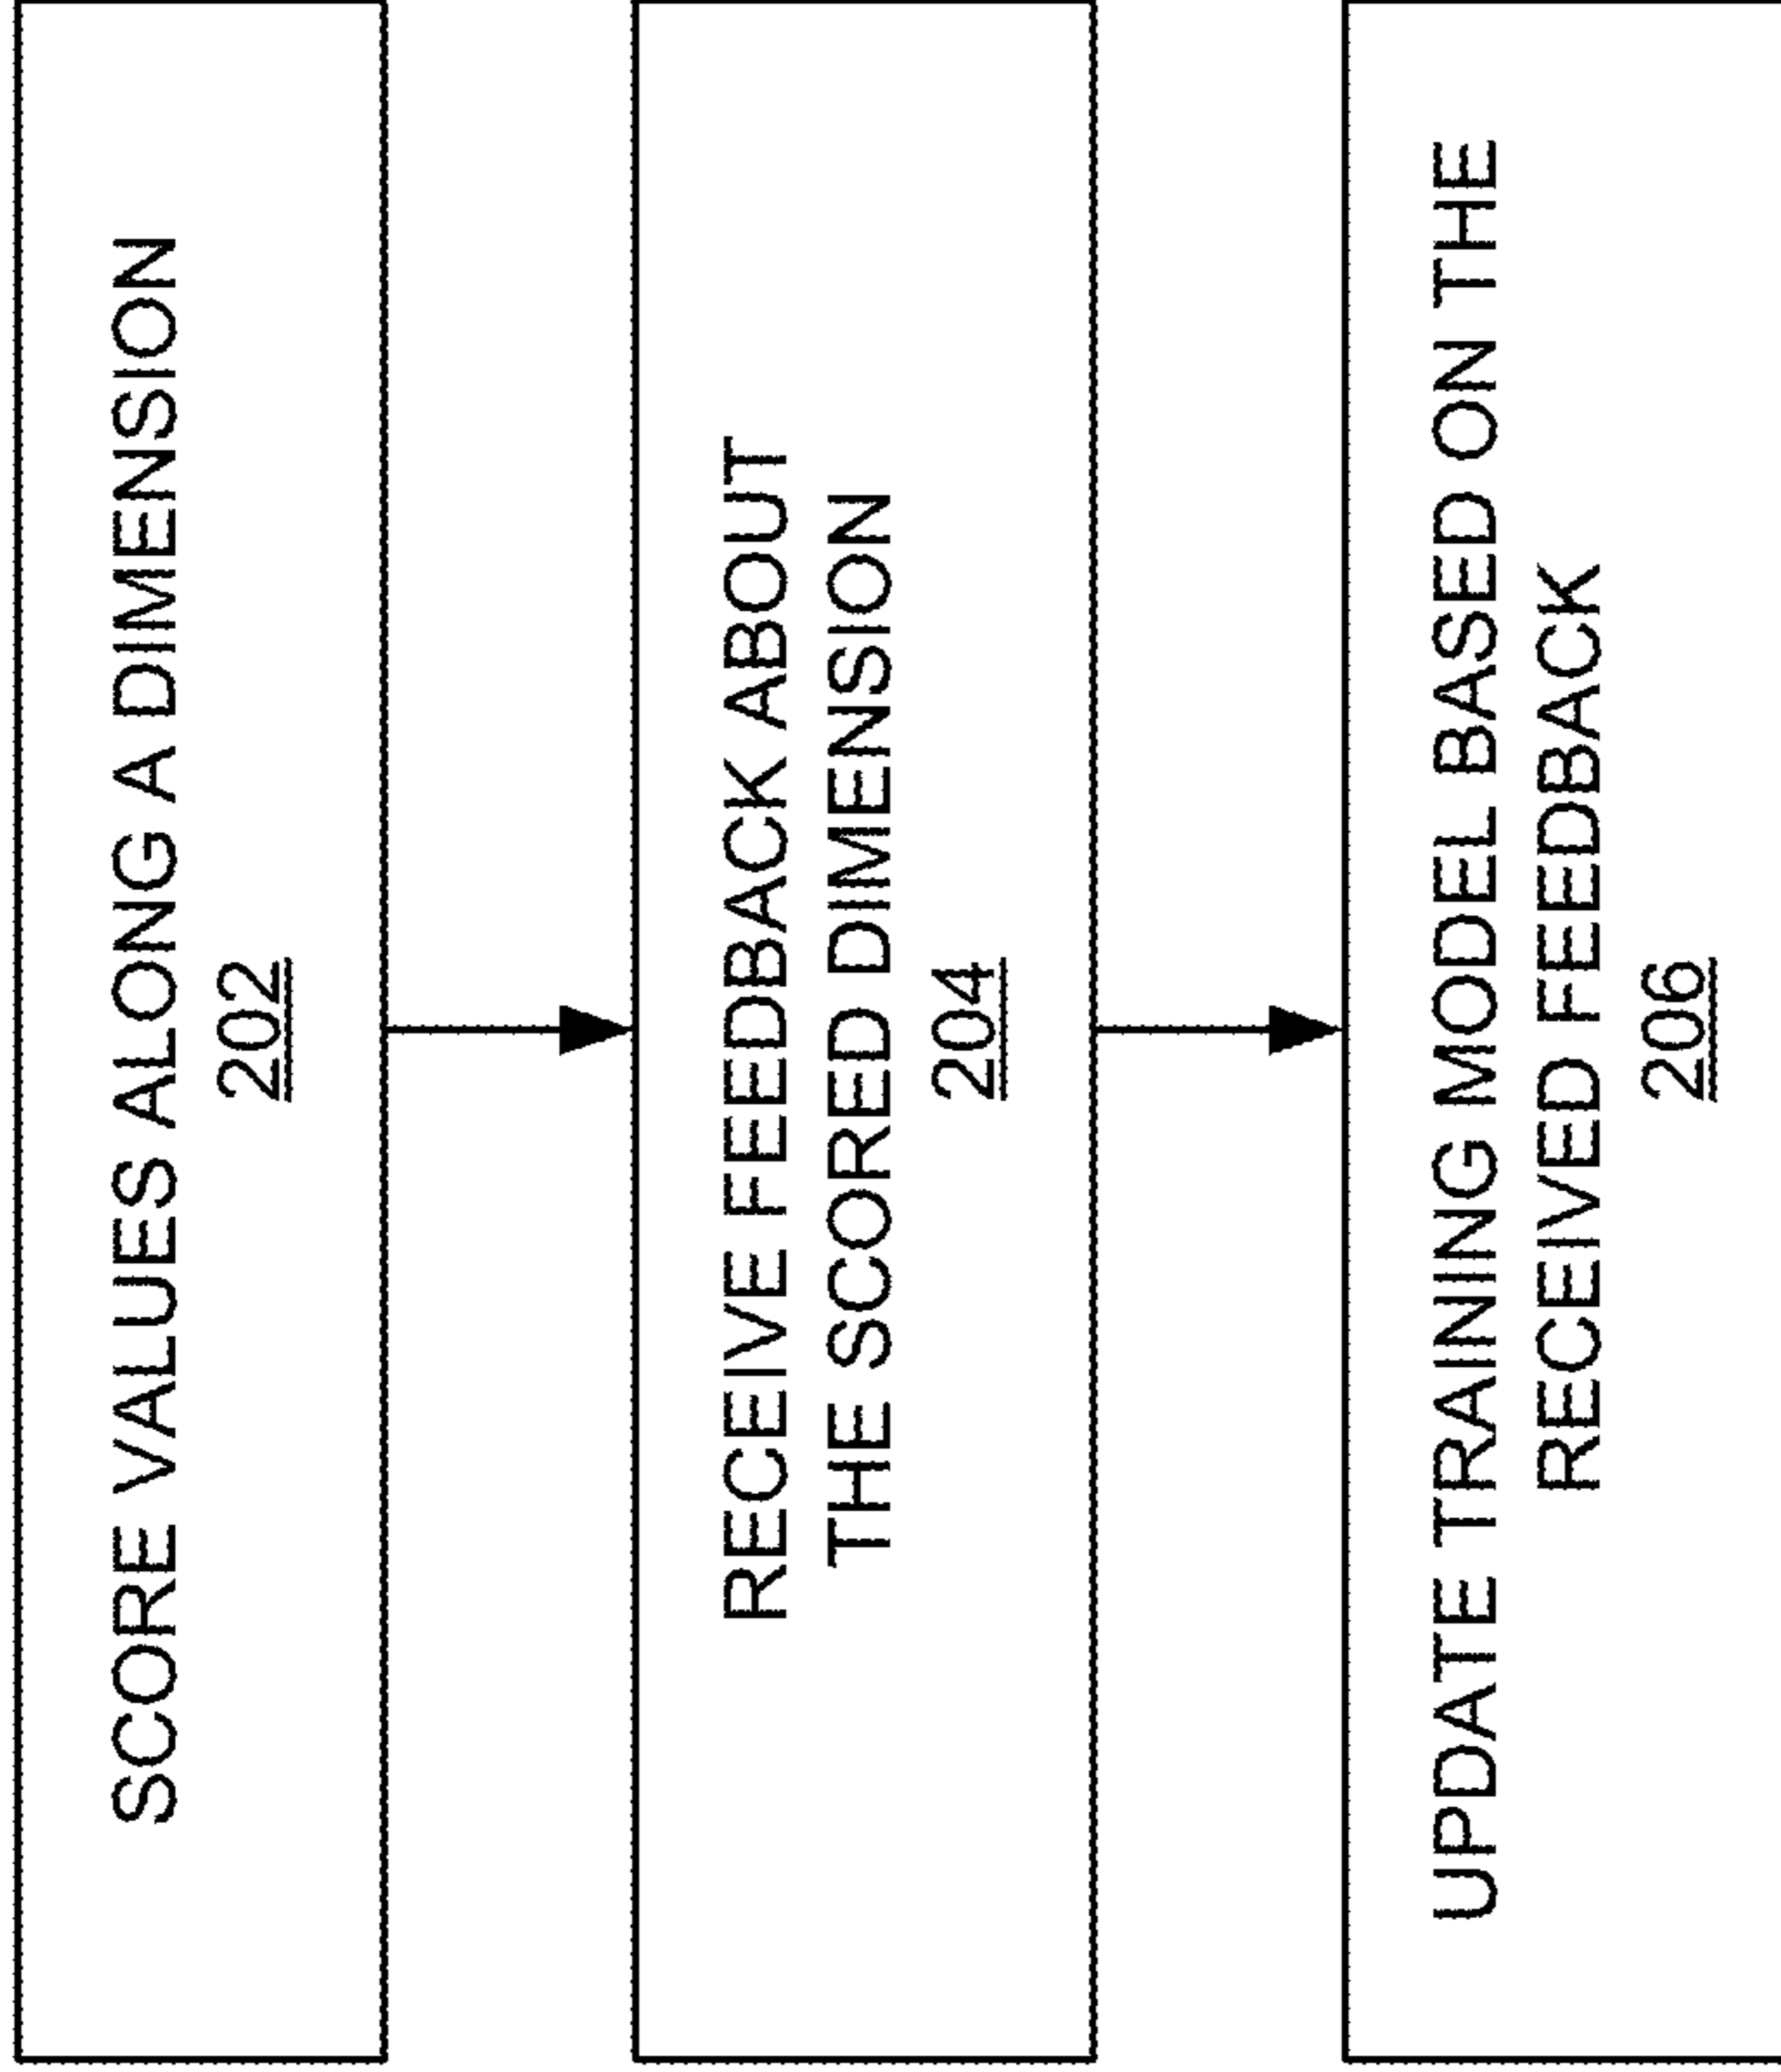 SCORE VALUES ALONG A DIMENSION
202
RECEIVE FEEDBACK ABOUT
THE SCORED DIMENSION
204
UPDATE TRAINING MODEL BASED ON THE
RECEIVED FEEDBACK
206